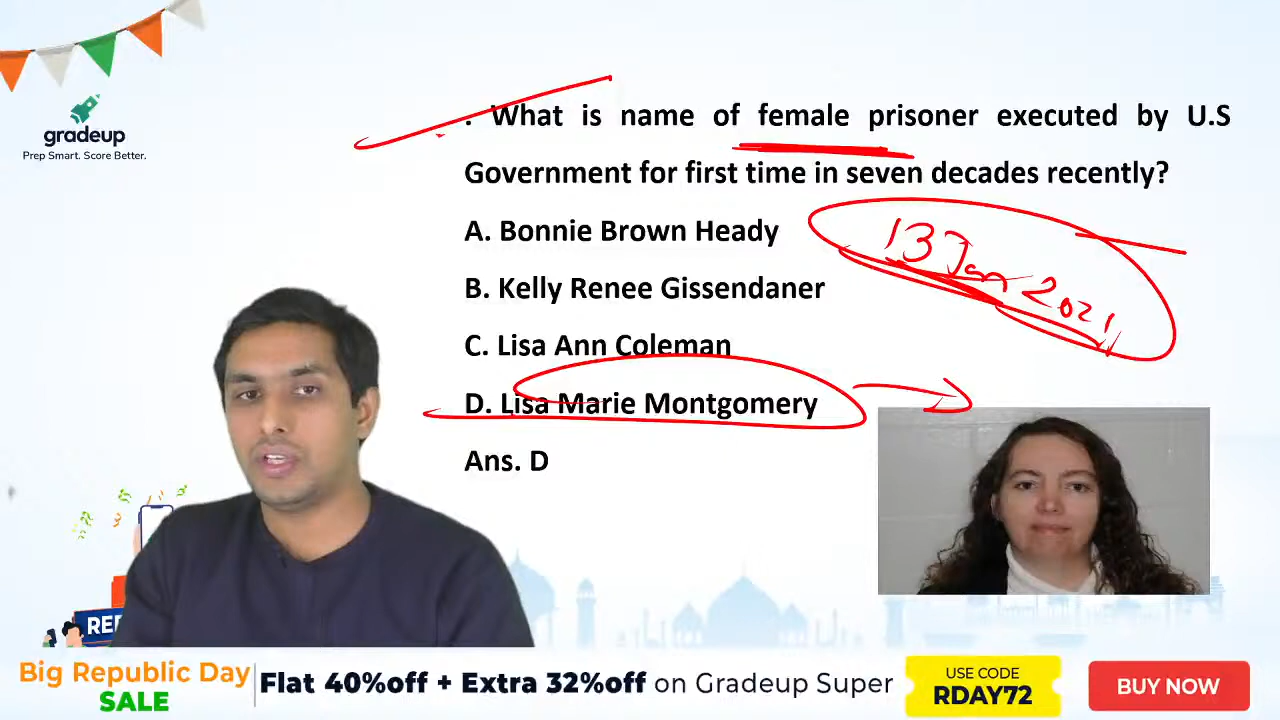 gradeup
Prep Smart. Score Better.
. What is name of female prisoner executed by U.S
Government for first time in seven decades recently?
A. Bonnie Brown Heady
13 Jan 2021
B. Kelly Renee Gissendaner
C. Lisa Ann Coleman
D. Lisa Marie Montgomery
Ans. D
Big Republic Day
SALE
Flat 40%off + Extra 32%off on Gradeup Super
USE CODE
RDAY72
BUY NOW